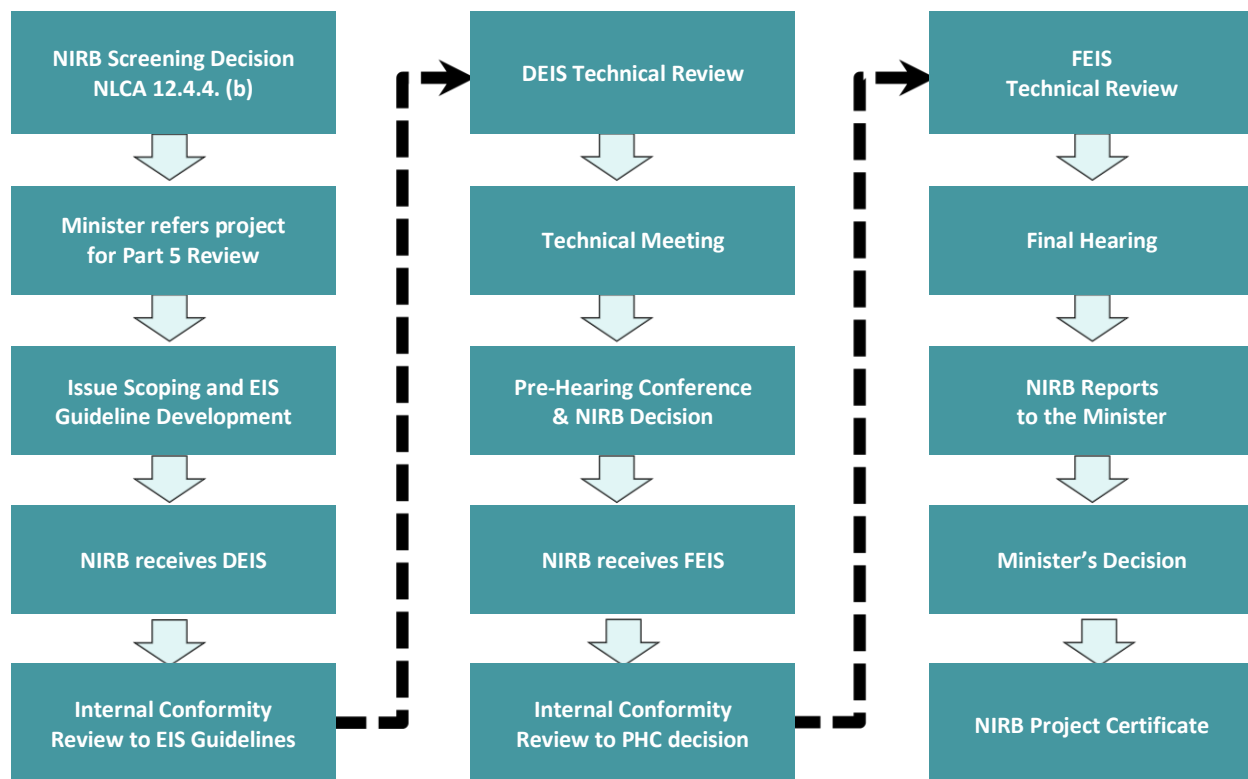 NIRB Screening Decision
NLCA 12.4.4. (b)
Minister refers project
for Part 5 Review
Issue Scoping and EIS
Guideline Development
NIRB receives DEIS
Internal Conformity
Review to EIS Guidelines
DEIS Technical Review
Technical Meeting
Pre-Hearing Conference
& NIRB Decision
NIRB receives FEIS
Internal Conformity
Review to PHC decision
FEIS
Technical Review
Final Hearing
NIRB Reports
to the Minister
Minister’s Decision
NIRB Project Certificate